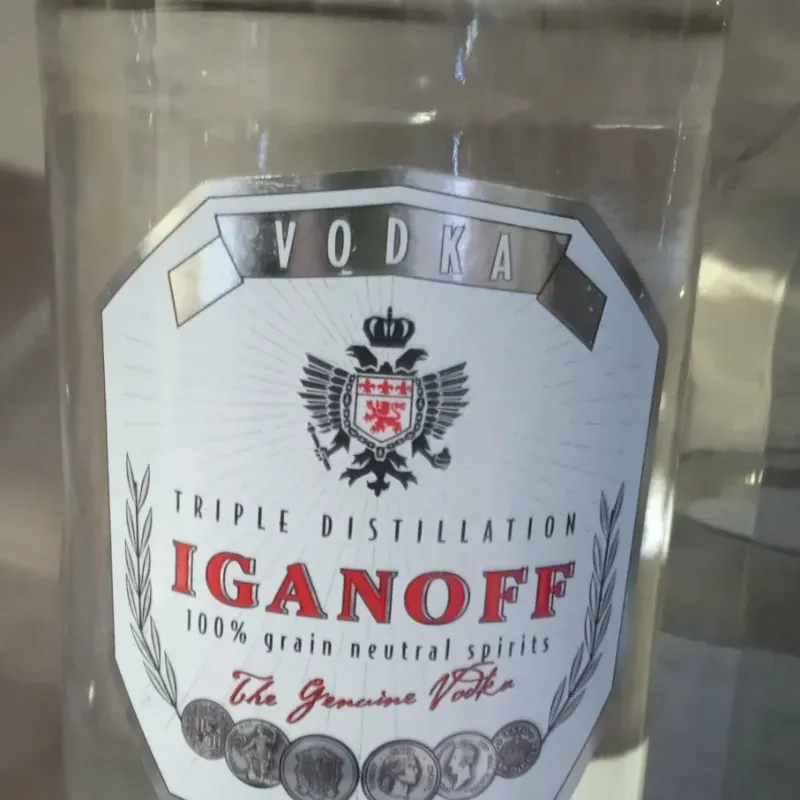 VODKA
TRIPLE DISTILLATION
IGANOFF
100% grain neutral spirits
The Genuine Vodka